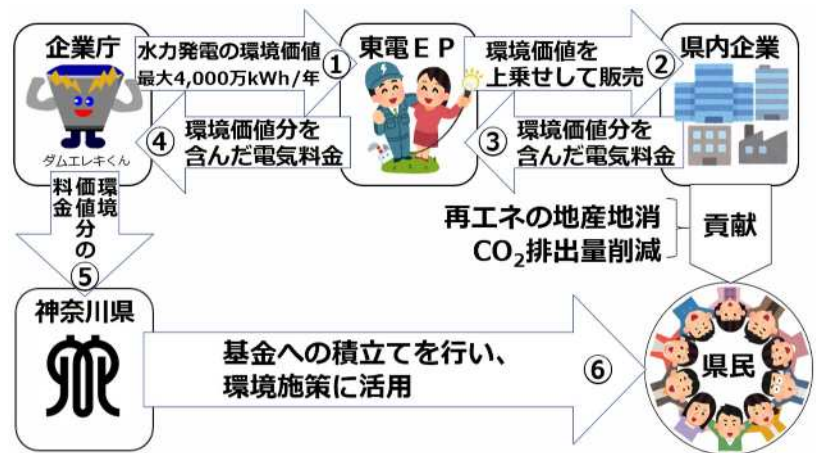 企業庁
ダムエレキくん
水力発電の環境価値
最大4,000万kWh/年
①
東電EP
環境価値を
上乗せして販売
②
県内企業
④
環境価値分を
含んだ電気料金
③
環境価値分を
含んだ電気料金
環境
価値分の
料金
⑤
再エネの地産地消
CO₂排出量削減
貢献
神奈川県
基金への積立てを行い、
環境施策に活用
⑥
県民